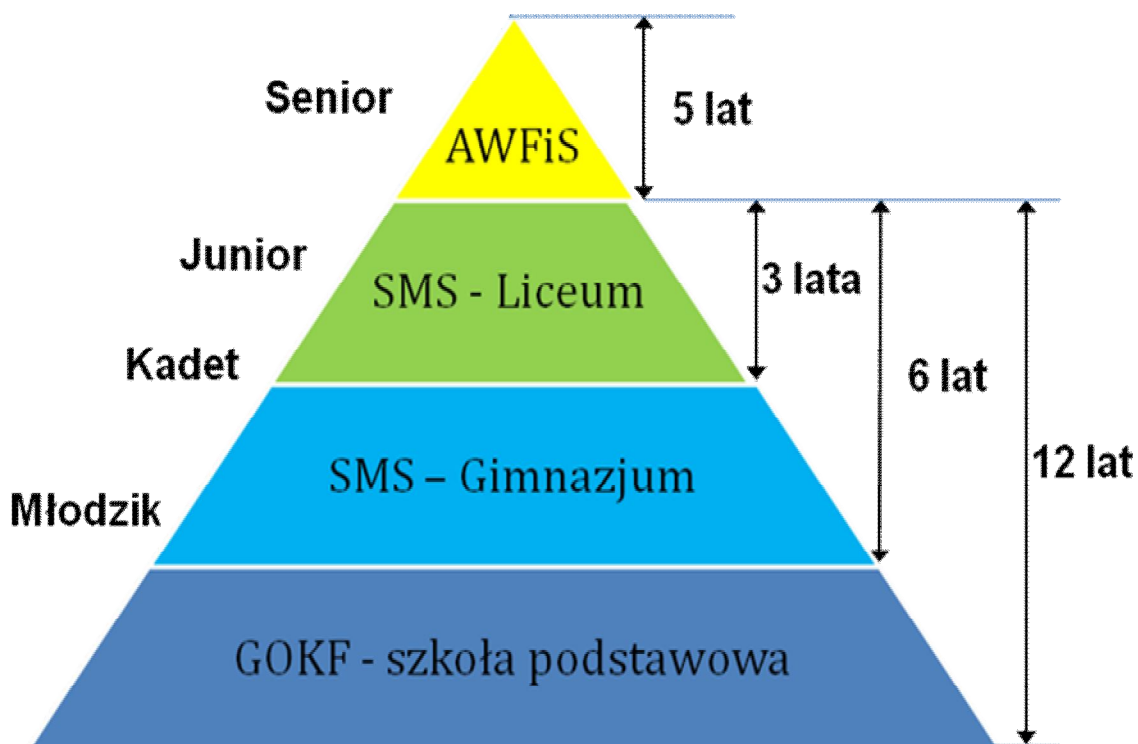 Senior
5 lat
AWFiS
Junior
3 lata
SMS - Liceum
Kadet
6 lat
12 lat
SMS – Gimnazjum
Młodzik
GOKF - szkoła podstawowa